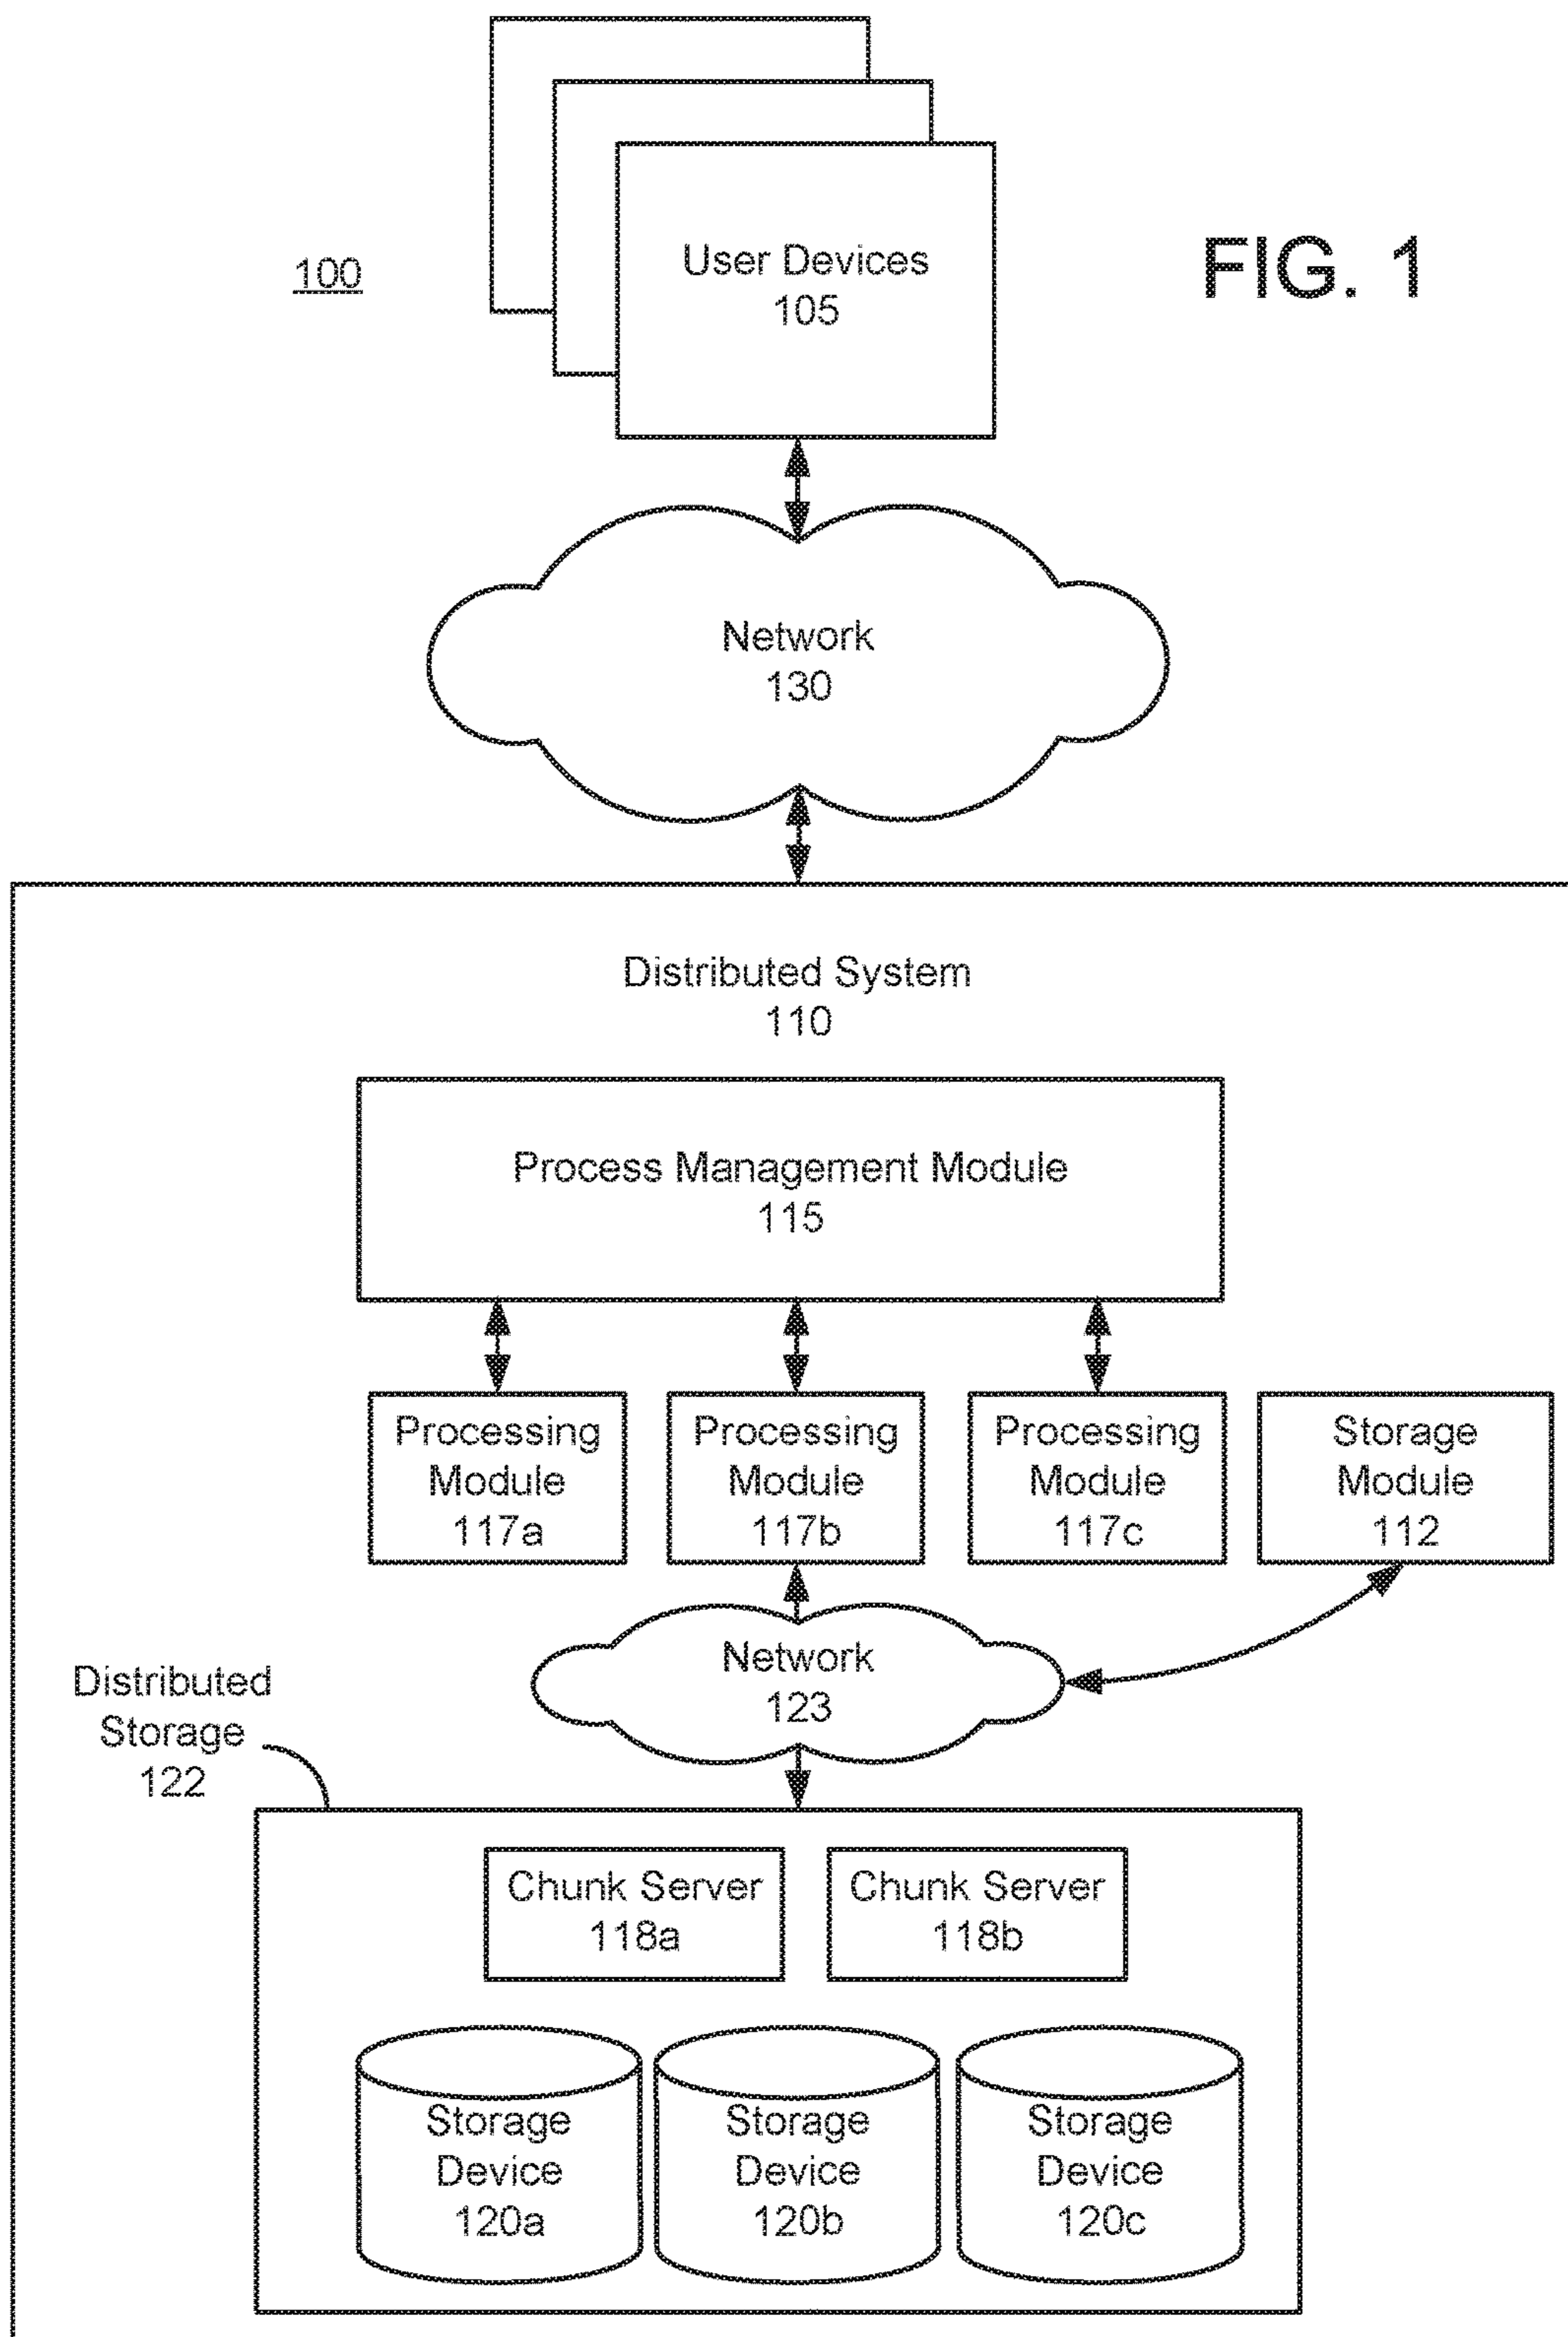 100
FIG. 1
User Devices
105
Network
130
Distributed System
110
Process Management Module
115
Processing
Module
117a
Processing
Module
117b
Processing
Module
117c
Storage
Module
112
Network
123
Distributed
Storage
122
Chunk Server
118a
Chunk Server
118b
Storage
Device
120a
Storage
Device
120b
Storage
Device
120c